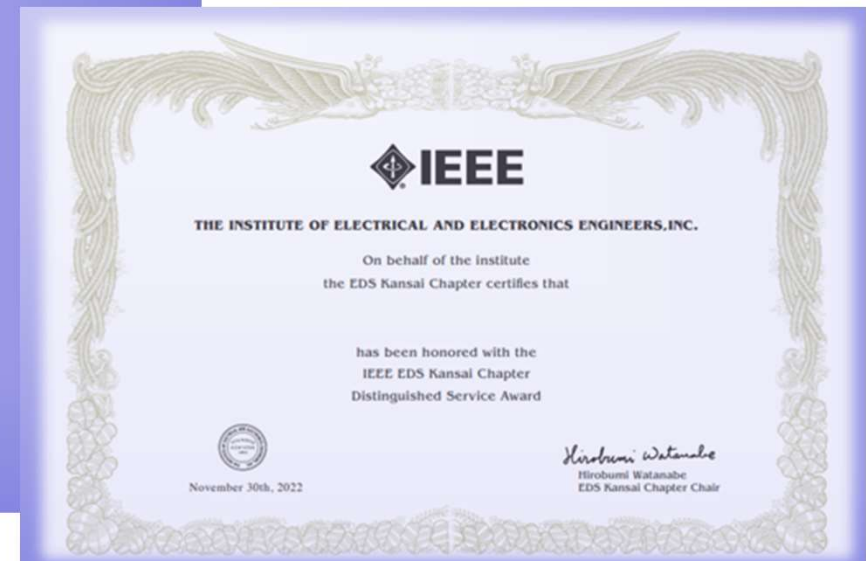 IEEE
THE INSTITUTE OF ELECTRICAL AND ELECTRONICS ENGINEERS,INC.
On behalf of the institute
the EDS Kansai Chapter certifies that
has been honored with the
IEEE EDS Kansai Chapter
Distinguished Service Award
November 30th, 2022
Hirobumi Watanabe
Hirobumi Watanabe
EDS Kansai Chapter Chair